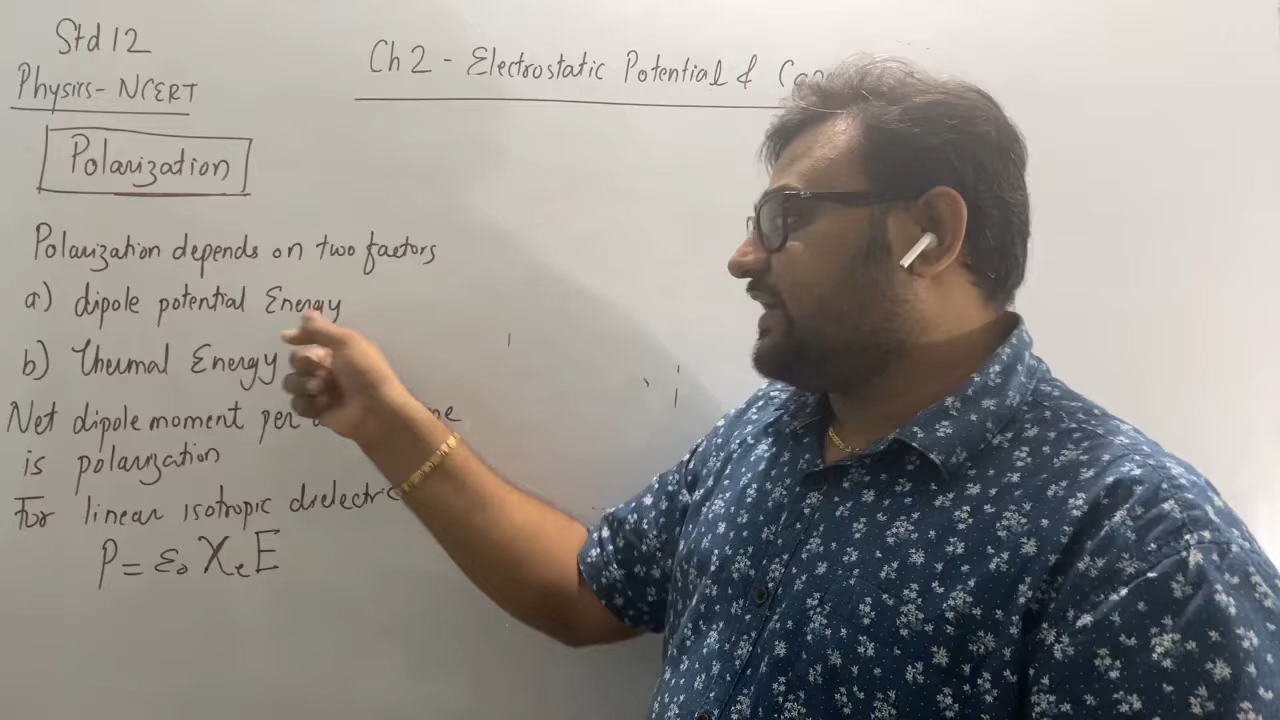 Std 12
Physics - NCERT
Ch 2 - Electrostatic Potential &
Polarization
Polarization depends on two factors
a) dipole potential Energy
b) Thermal Energy
Net dipole moment per
is polarization
For linear isotropic dielectric
P = ε₀ χₑ E